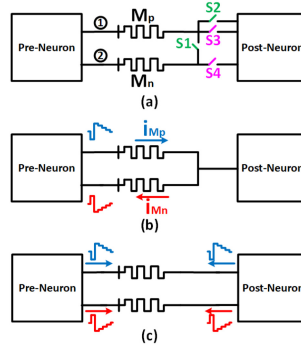 ① Mp S2
Pre-Neuron S1 S3 Post-Neuron
② Mn S4
(a)
iMp
Pre-Neuron Post-Neuron
iMn
(b)
Pre-Neuron Post-Neuron
(c)